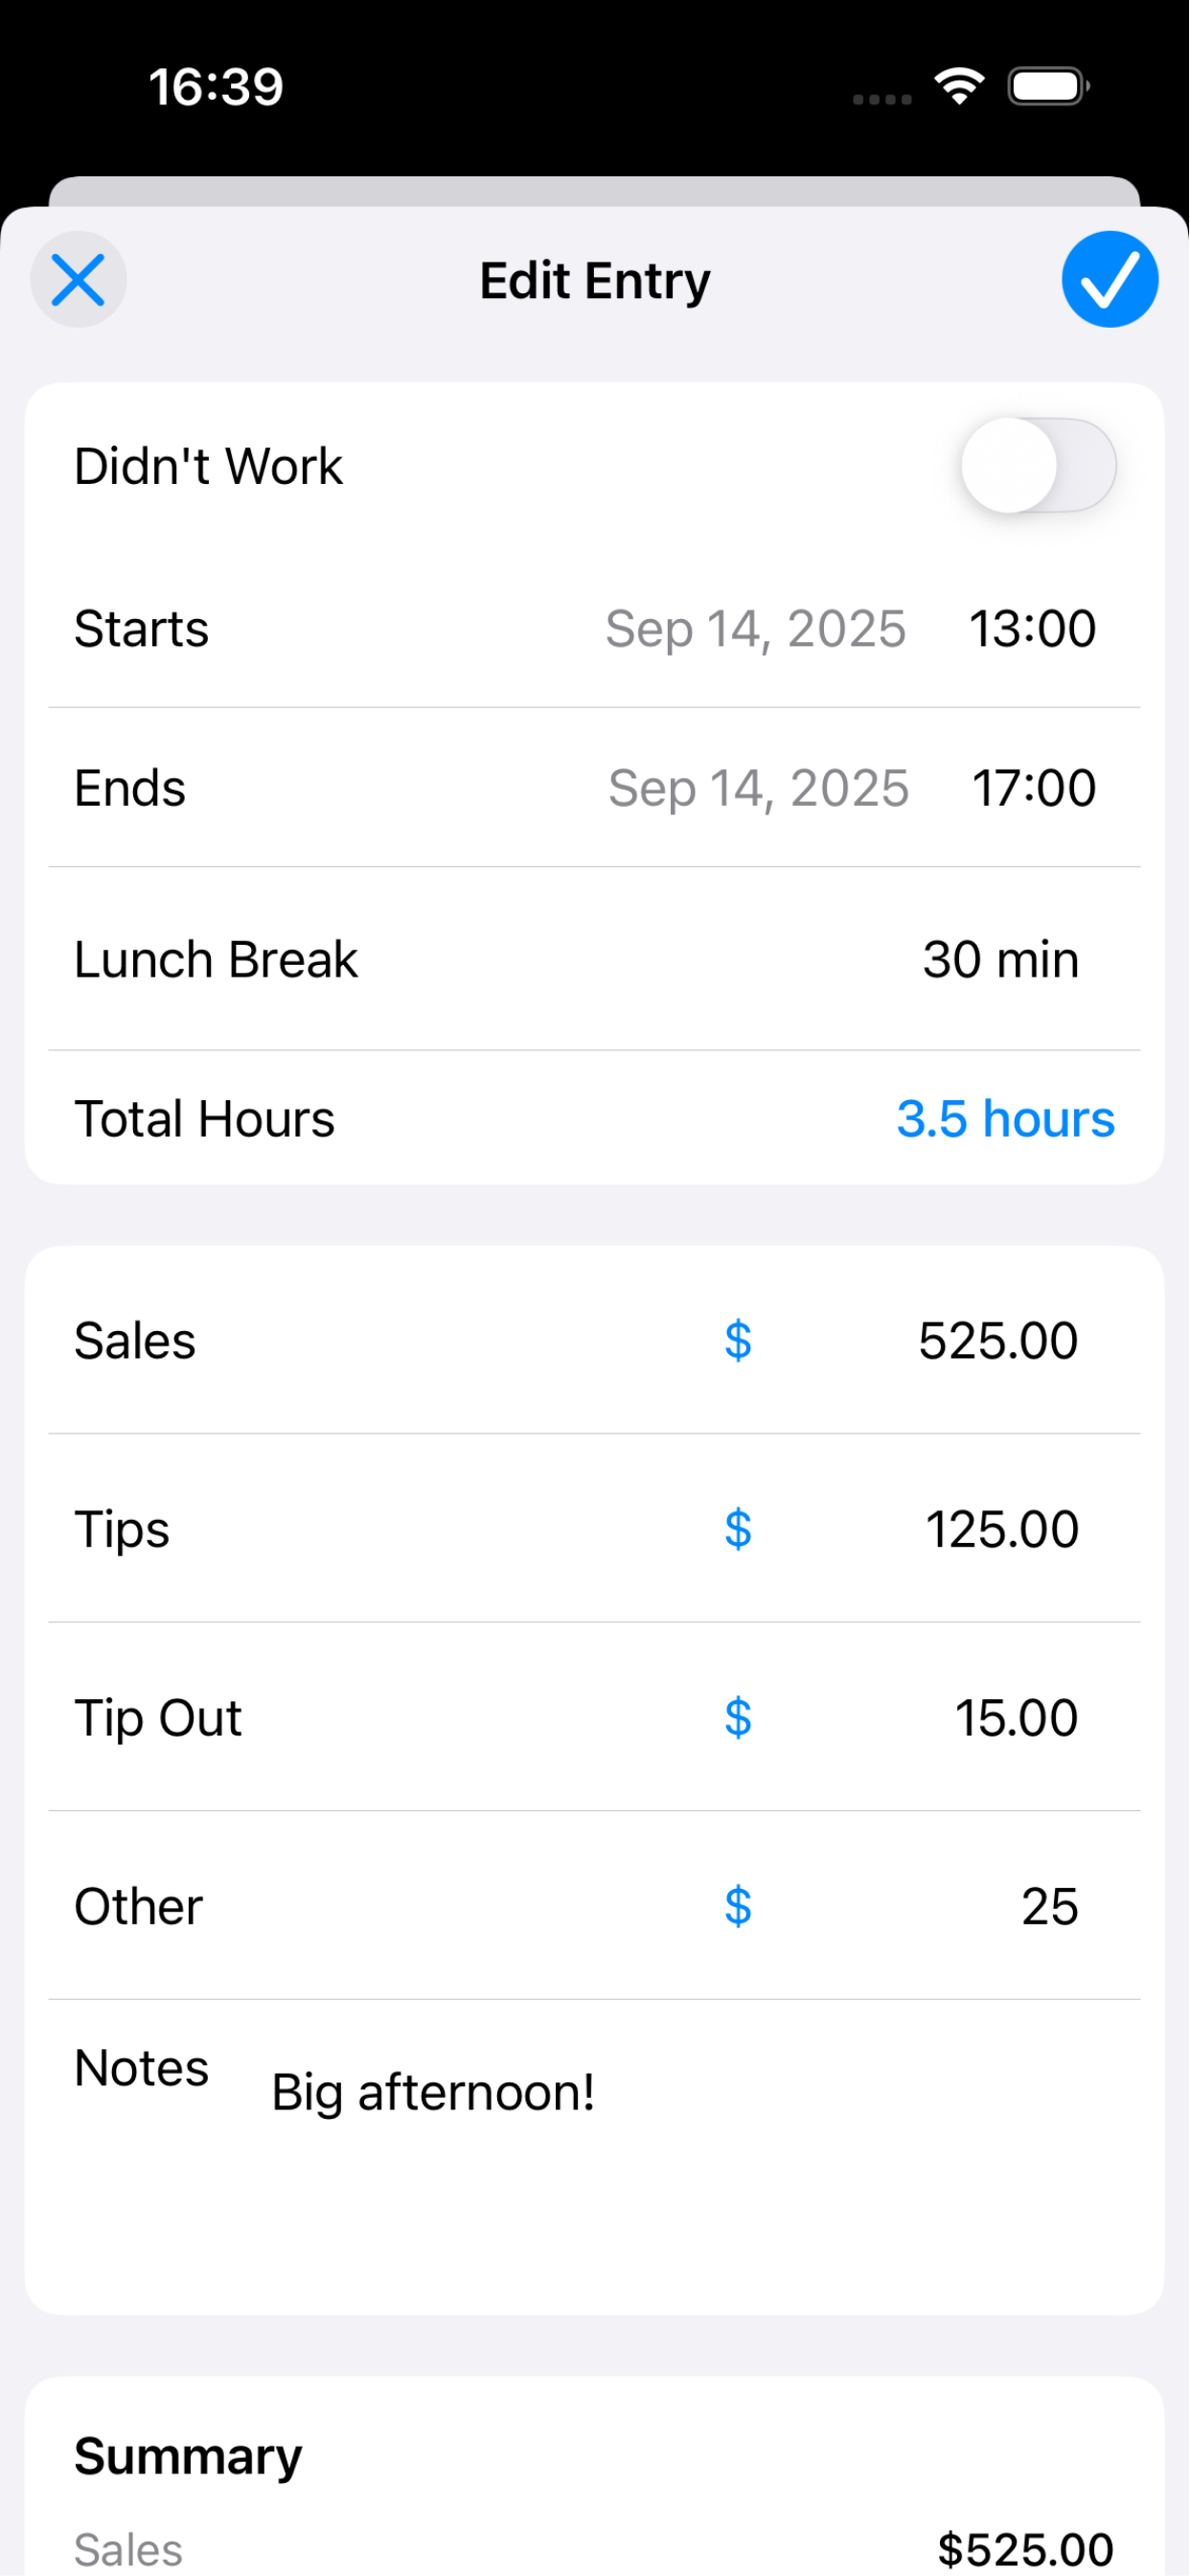 16:39
Edit Entry
Didn't Work
Starts Sep 14, 2025 13:00
Ends Sep 14, 2025 17:00
Lunch Break 30 min
Total Hours 3.5 hours
Sales $ 525.00
Tips $ 125.00
Tip Out $ 15.00
Other $ 25
Notes Big afternoon!
Summary
Sales $525.00